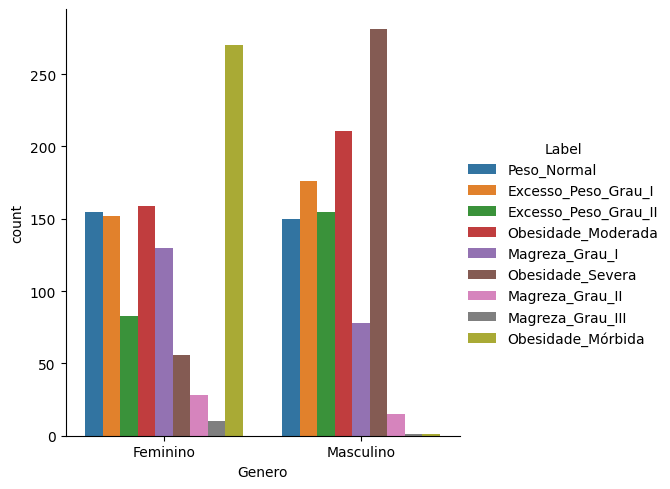 250
200
150
100
50
0
count
Feminino
Masculino
Genero
Label
Peso_Normal
Excesso_Peso_Grau_I
Excesso_Peso_Grau_II
Obesidade_Moderada
Magreza_Grau_I
Obesidade_Severa
Magreza_Grau_II
Magreza_Grau_III
Obesidade_Mórbida